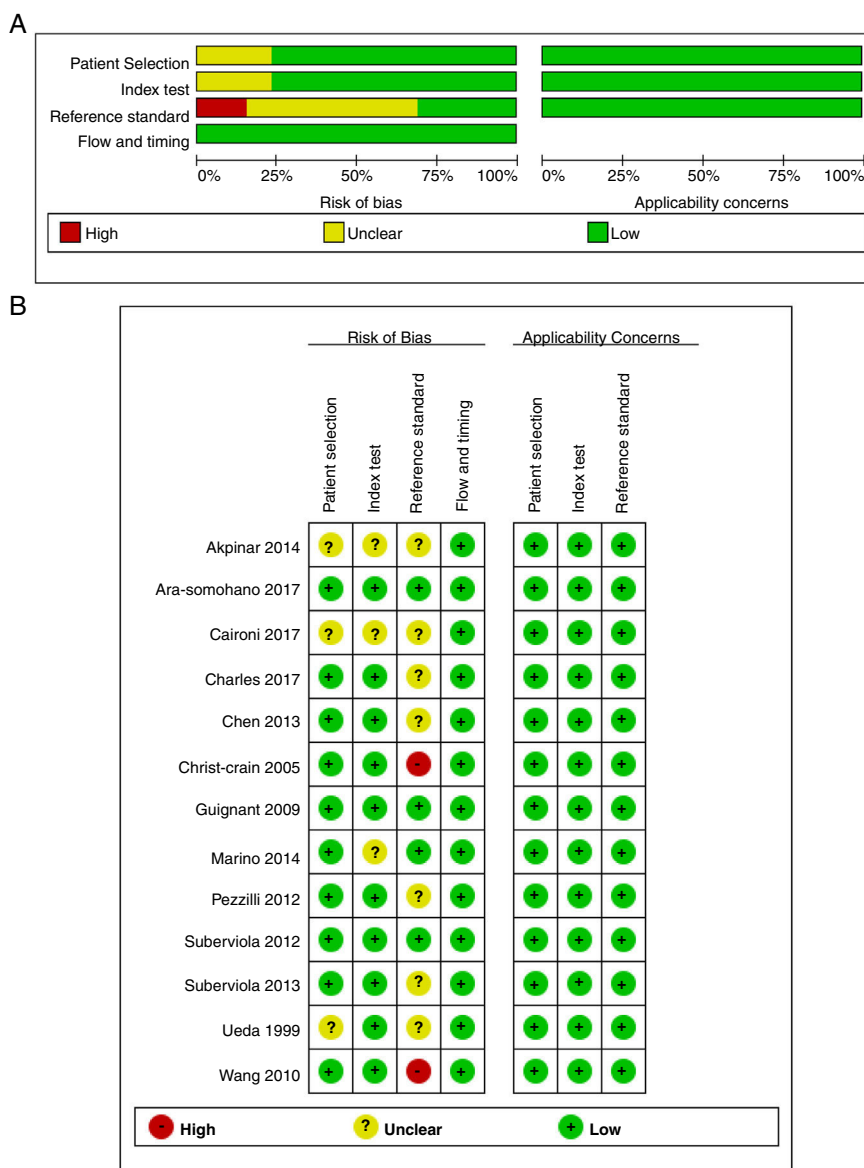 A
Patient Selection
Index test
Reference standard
Flow and timing
0% 25% 50% 75% 100% 0% 25% 50% 75% 100%
Risk of bias Applicability concerns
High Unclear Low
B
Risk of Bias Applicability Concerns
Patient selection Index test Reference standard Flow and timing Patient selection Index test Reference standard
Akpinar 2014 ? ? ? + + + +
Ara-somohano 2017 + + + + + + +
Caironi 2017 ? ? ? + + + +
Charles 2017 + + ? + + + +
Chen 2013 + + ? + + + +
Christ-crain 2005 + + - + + + +
Guignant 2009 + + + + + + +
Marino 2014 + ? + + + + +
Pezzilli 2012 + + ? + + + +
Suberviola 2012 + + + + + + +
Suberviola 2013 + + ? + + + +
Ueda 1999 ? + ? + + + +
Wang 2010 + + - + + + +
- High ? Unclear + Low